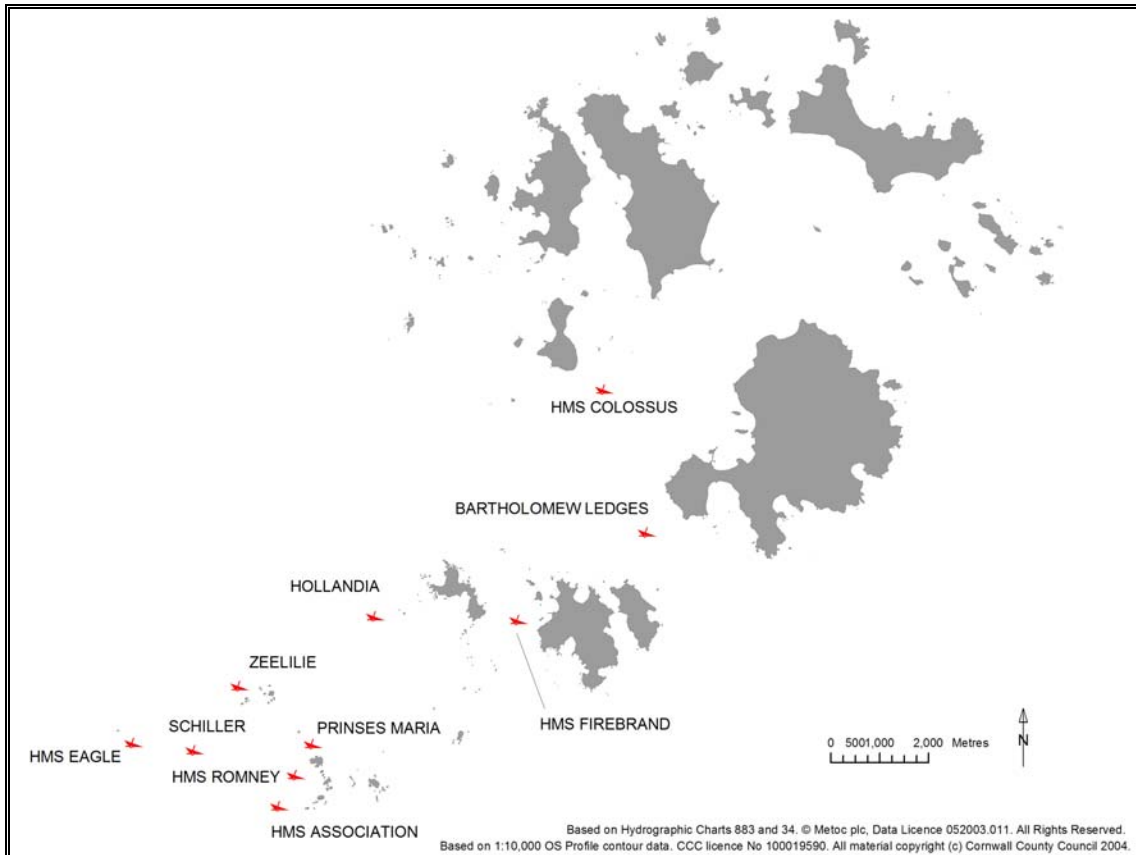 HMS COLOSSUS
BARTHOLOMEW LEDGES
HOLLANDIA
ZEELILIE
SCHILLER
PRINSES MARIA
HMS FIREBRAND
HMS EAGLE
HMS ROMNEY
HMS ASSOCIATION
N
0 5001,000 2,000 Metres
Based on Hydrographic Charts 883 and 34. © Metoc plc, Data Licence 052003.011. All Rights Reserved.
Based on 1:10,000 OS Profile contour data. CCC licence No 100019590. All material copyright (c) Cornwall County Council 2004.